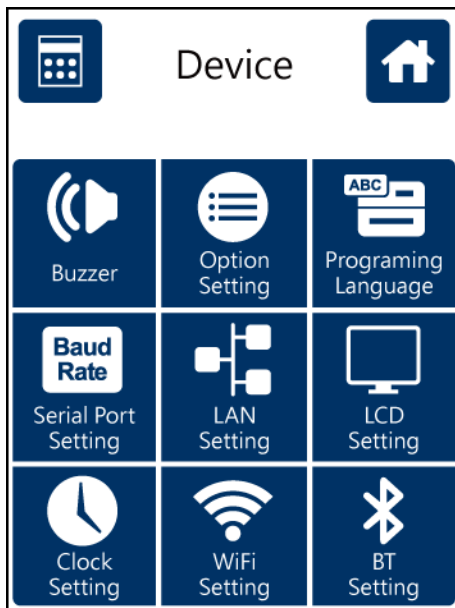 Device
Buzzer
Option
Setting
ABC
Programing
Language
Baud
Rate
Serial Port
Setting
LAN
Setting
LCD
Setting
Clock
Setting
WiFi
Setting
BT
Setting